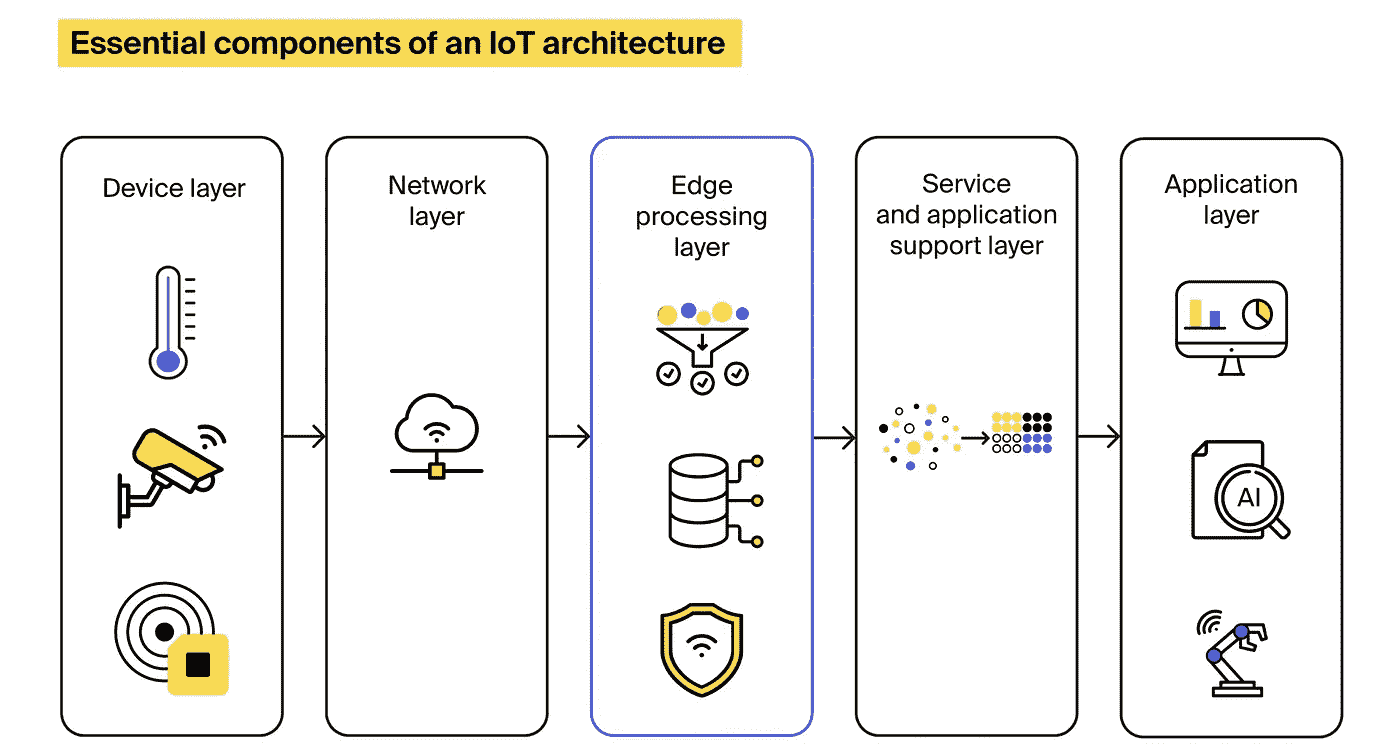 Essential components of an IoT architecture
Device layer
Network
layer
Edge
processing
layer
Service
and application
support layer
Application
layer
AI